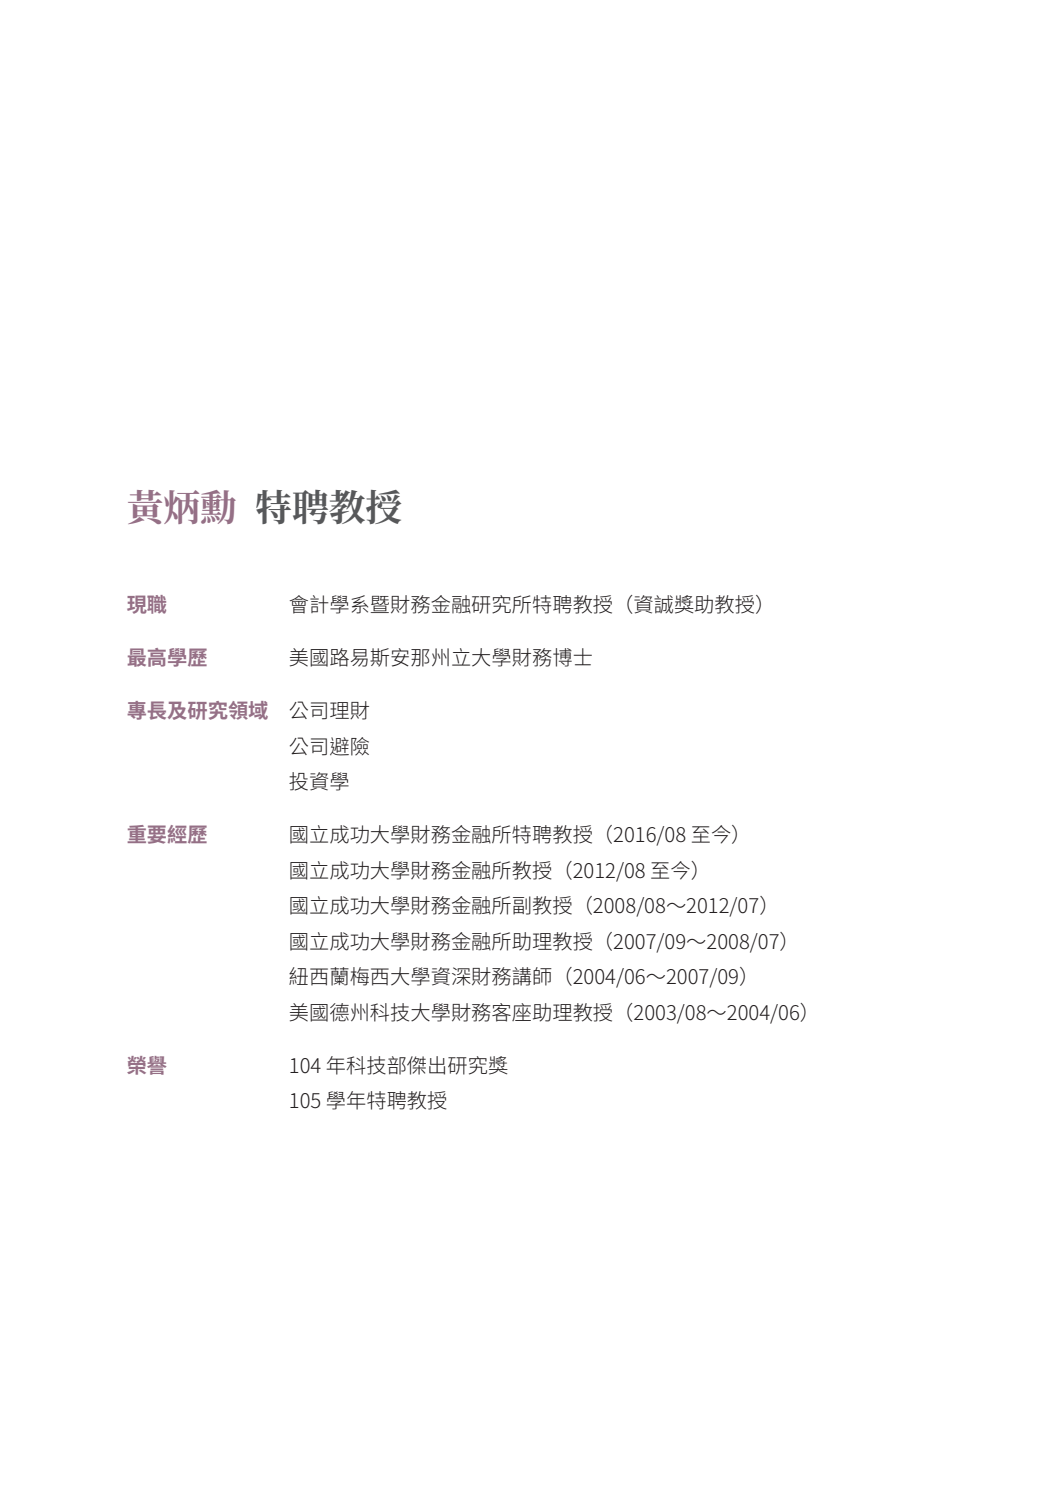 黃炳勳 特聘教授
現職 會計學系暨財務金融研究所特聘教授（資誠獎助教授）
最高學歷 美國路易斯安那州立大學財務博士
專長及研究領域 公司理財
公司避險
投資學
重要經歷 國立成功大學財務金融所特聘教授（2016/08 至今）
國立成功大學財務金融所教授（2012/08 至今）
國立成功大學財務金融所副教授（2008/08～2012/07）
國立成功大學財務金融所助理教授（2007/09～2008/07）
紐西蘭梅西大學資深財務講師（2004/06～2007/09）
美國德州科技大學財務客座助理教授（2003/08～2004/06）
榮譽 104 年科技部傑出研究獎
105 學年特聘教授